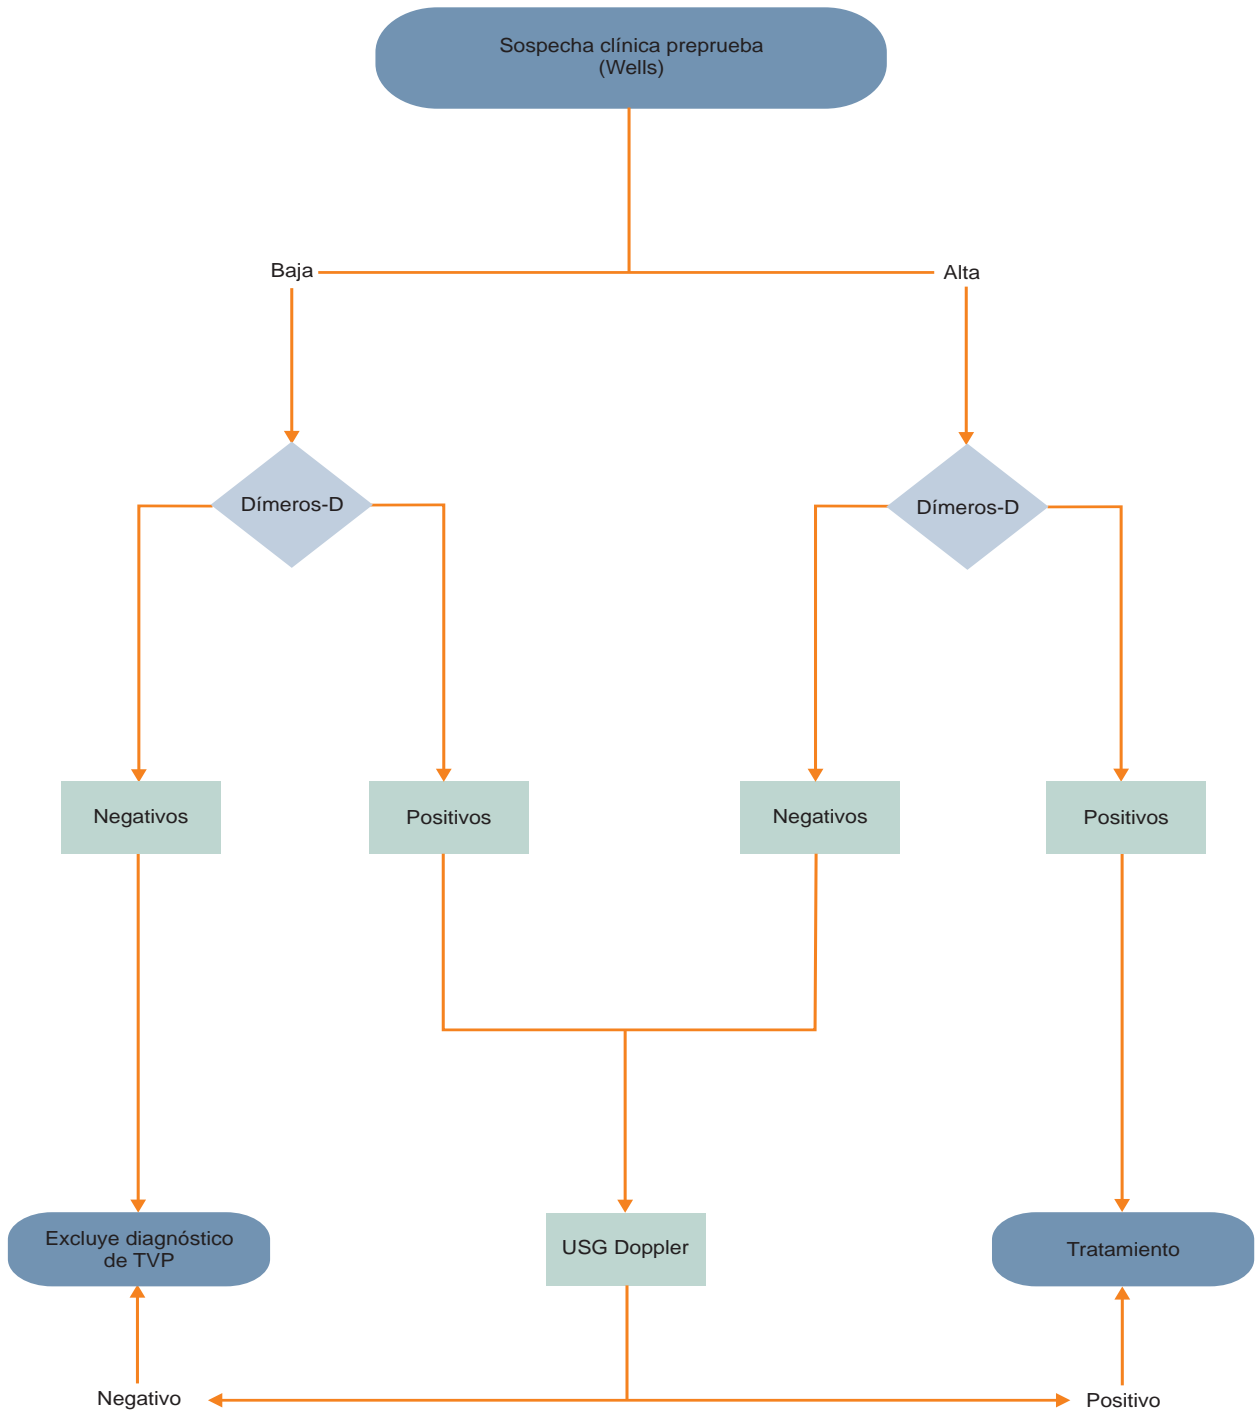 Sospecha clínica preprueba
(Wells)
Baja
Alta
Dímeros-D
Dímeros-D
Negativos
Positivos
Negativos
Positivos
Excluye diagnóstico
de TVP
USG Doppler
Tratamiento
Negativo
Positivo